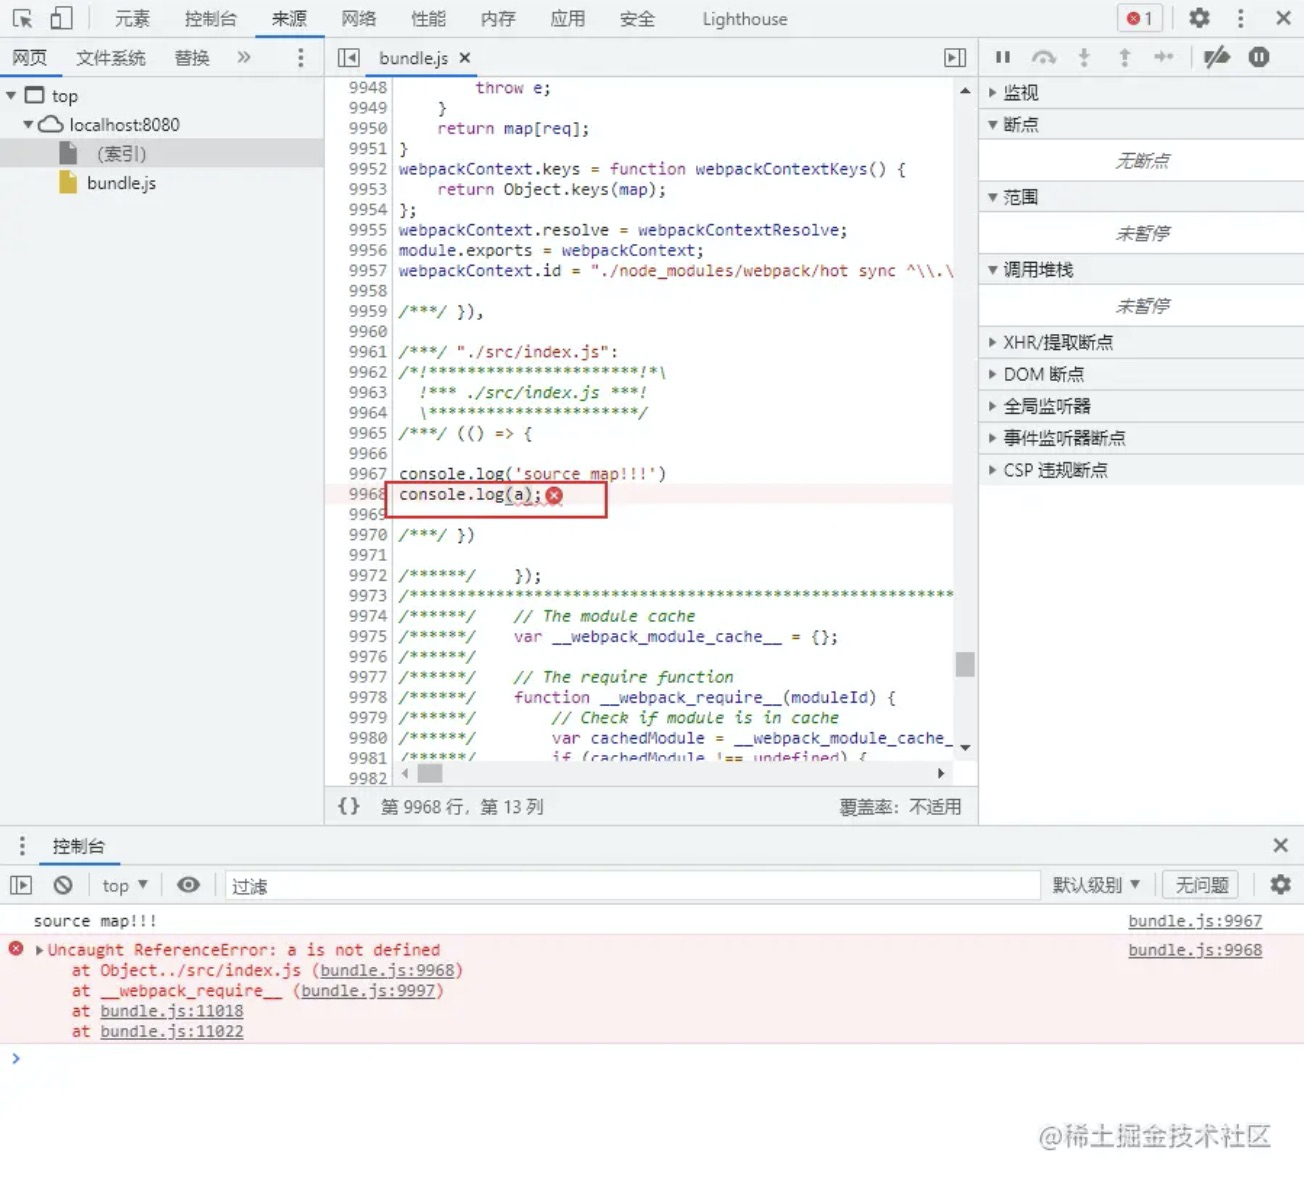 元素 控制台 来源 网络 性能 内存 应用 安全 Lighthouse 1
网页 文件系统 替换 »
bundle.js
top
localhost:8080
(索引)
bundle.js
9948 throw e;
9949 }
9950 return map[req];
9951 }
9952 webpackContext.keys = function webpackContextKeys() {
9953 return Object.keys(map);
9954 };
9955 webpackContext.resolve = webpackContextResolve;
9956 module.exports = webpackContext;
9957 webpackContext.id = "./node_modules/webpack/hot sync ^\\.\
9958
9959 /***/ }),
9960
9961 /***/ "./src/index.js":
9962 /*!**********************!*\
9963 !*** ./src/index.js ***!
9964 \**********************/
9965 /***/ (() => {
9966
9967 console.log('source map!!!')
9968 console.log(a);
9969
9970 /***/ })
9971
9972 /******/ });
9973 /************************************************************
9974 /******/ // The module cache
9975 /******/ var __webpack_module_cache__ = {};
9976 /******/
9977 /******/ // The require function
9978 /******/ function __webpack_require__(moduleId) {
9979 /******/ // Check if module is in cache
9980 /******/ var cachedModule = __webpack_module_cache_
9981 /******/ if (cachedModule !== undefined) {
9982
{} 第 9968 行，第 13 列 覆盖率：不适用
监视
断点
无断点
范围
未暂停
调用堆栈
未暂停
XHR/提取断点
DOM 断点
全局监听器
事件监听器断点
CSP 违规断点
控制台
top 过滤 默认级别 无问题
source map!!! bundle.js:9967
Uncaught ReferenceError: a is not defined bundle.js:9968
at Object../src/index.js (bundle.js:9968)
at __webpack_require__ (bundle.js:9997)
at bundle.js:11018
at bundle.js:11022
@稀土掘金技术社区